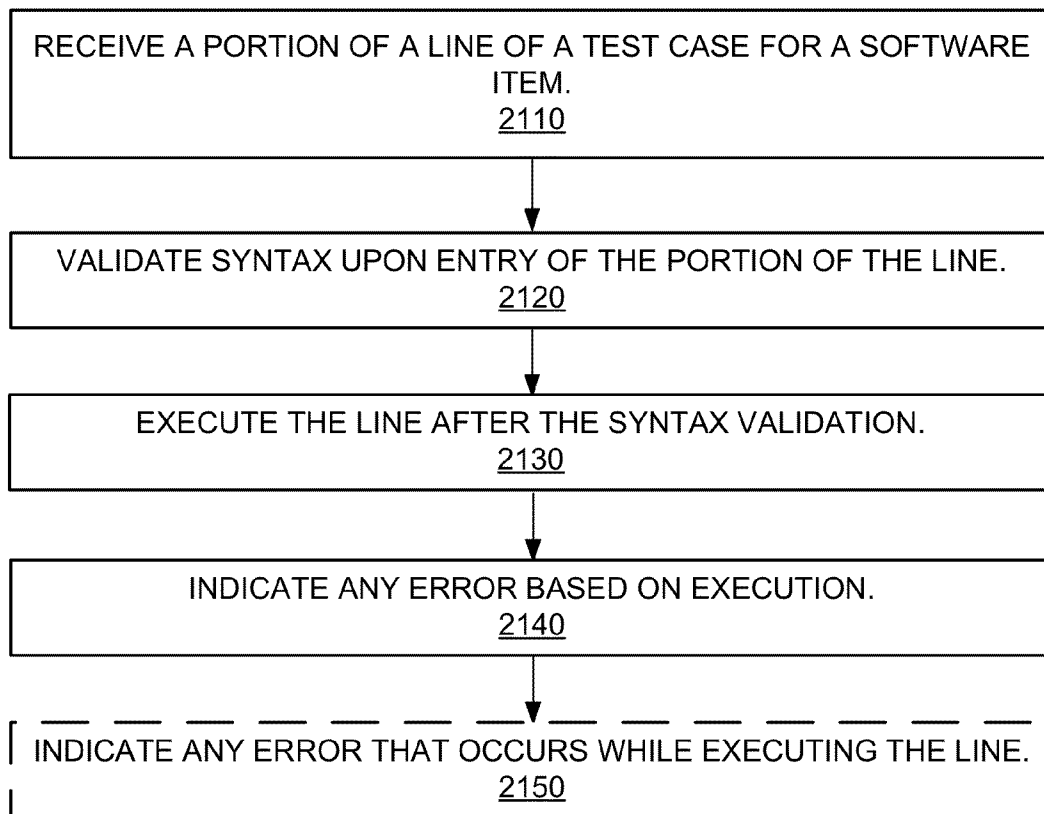 RECEIVE A PORTION OF A LINE OF A TEST CASE FOR A SOFTWARE
ITEM.
2110
VALIDATE SYNTAX UPON ENTRY OF THE PORTION OF THE LINE.
2120
EXECUTE THE LINE AFTER THE SYNTAX VALIDATION.
2130
INDICATE ANY ERROR BASED ON EXECUTION.
2140
INDICATE ANY ERROR THAT OCCURS WHILE EXECUTING THE LINE.
2150